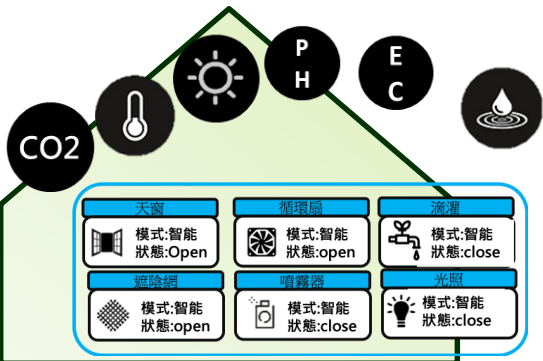 P
H
E
C
CO2
天窗
模式:智能
狀態:Open
循環扇
模式:智能
狀態:open
滴灌
模式:智能
狀態:close
遮陰網
模式:智能
狀態:open
噴霧器
模式:智能
狀態:close
光照
模式:智能
狀態:close